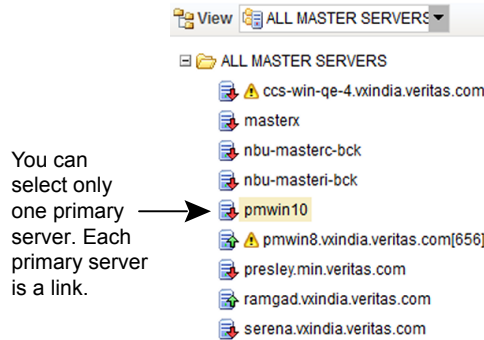 View ALL MASTER SERVERS
ALL MASTER SERVERS
ccs-win-qe-4.vxindia.veritas.com
masterx
nbu-masterc-bck
nbu-masteri-bck
pmwin10
pmwin8.vxindia.veritas.com[656]
presley.min.veritas.com
ramgad.vxindia.veritas.com
serena.vxindia.veritas.com
You can
select only
one primary
server. Each
primary server
is a link.